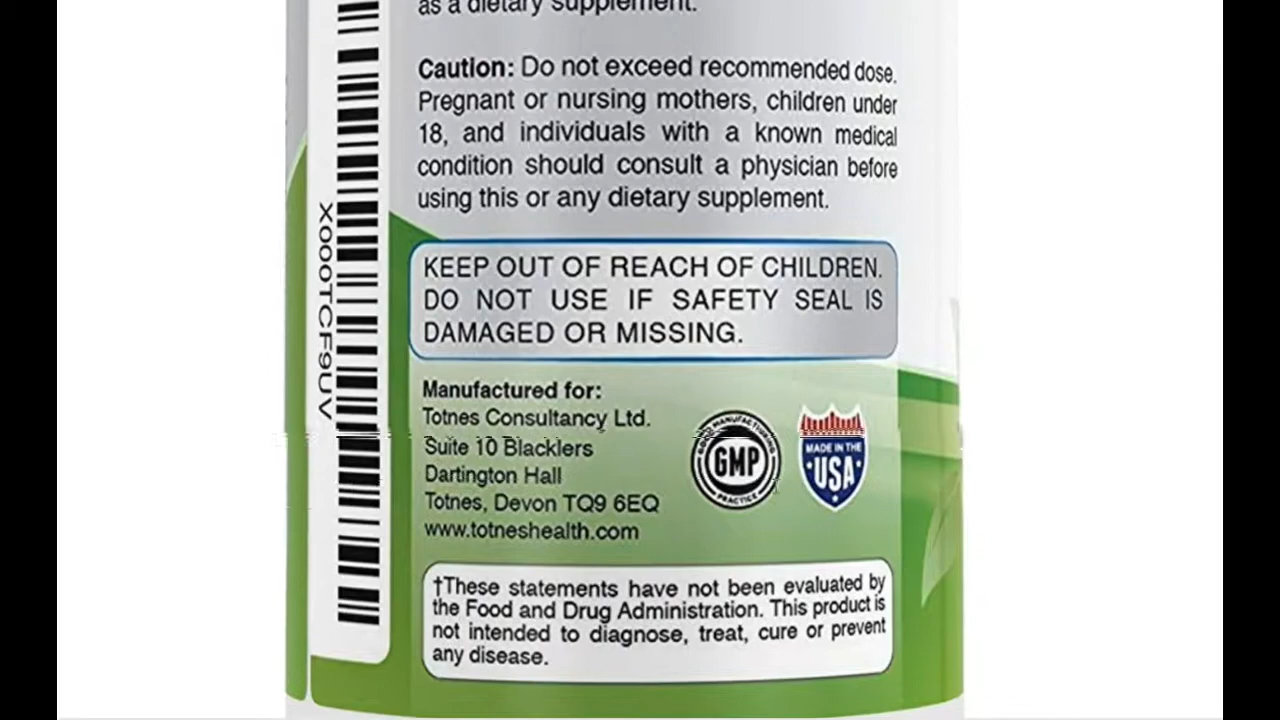 as a dietary supplement.
Caution: Do not exceed recommended dose.
Pregnant or nursing mothers, children under
18, and individuals with a known medical
condition should consult a physician before
using this or any dietary supplement.
KEEP OUT OF REACH OF CHILDREN.
DO NOT USE IF SAFETY SEAL IS
DAMAGED OR MISSING.
Manufactured for:
Totnes Consultancy Ltd.
Suite 10 Blacklers
Dartington Hall
Totnes, Devon TQ9 6EQ
www.totneshealth.com
GOOD MANUFACTURING
GMP
PRACTICE
MADE IN THE
USA
†These statements have not been evaluated by
the Food and Drug Administration. This product is
not intended to diagnose, treat, cure or prevent
any disease.
X000TCF9UV